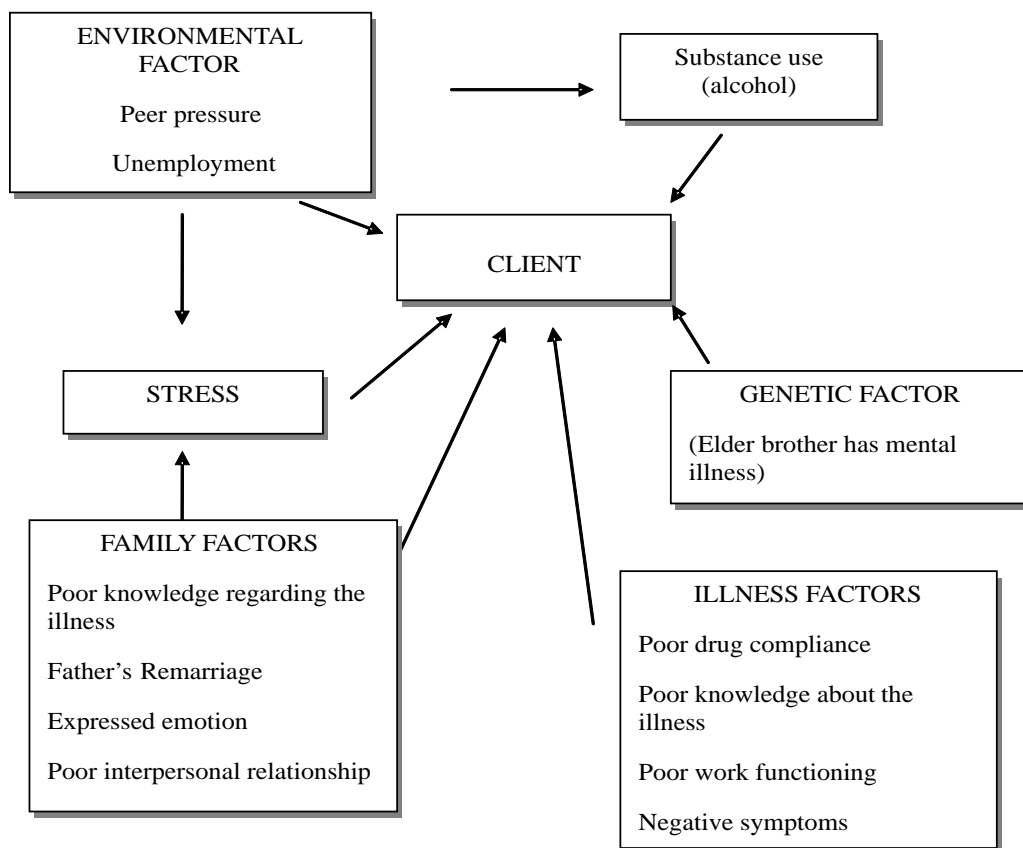 ENVIRONMENTAL
FACTOR
Peer pressure
Unemployment
Substance use
(alcohol)
CLIENT
STRESS
GENETIC FACTOR
(Elder brother has mental
illness)
FAMILY FACTORS
Poor knowledge regarding the
illness
Father’s Remarriage
Expressed emotion
Poor interpersonal relationship
ILLNESS FACTORS
Poor drug compliance
Poor knowledge about the
illness
Poor work functioning
Negative symptoms